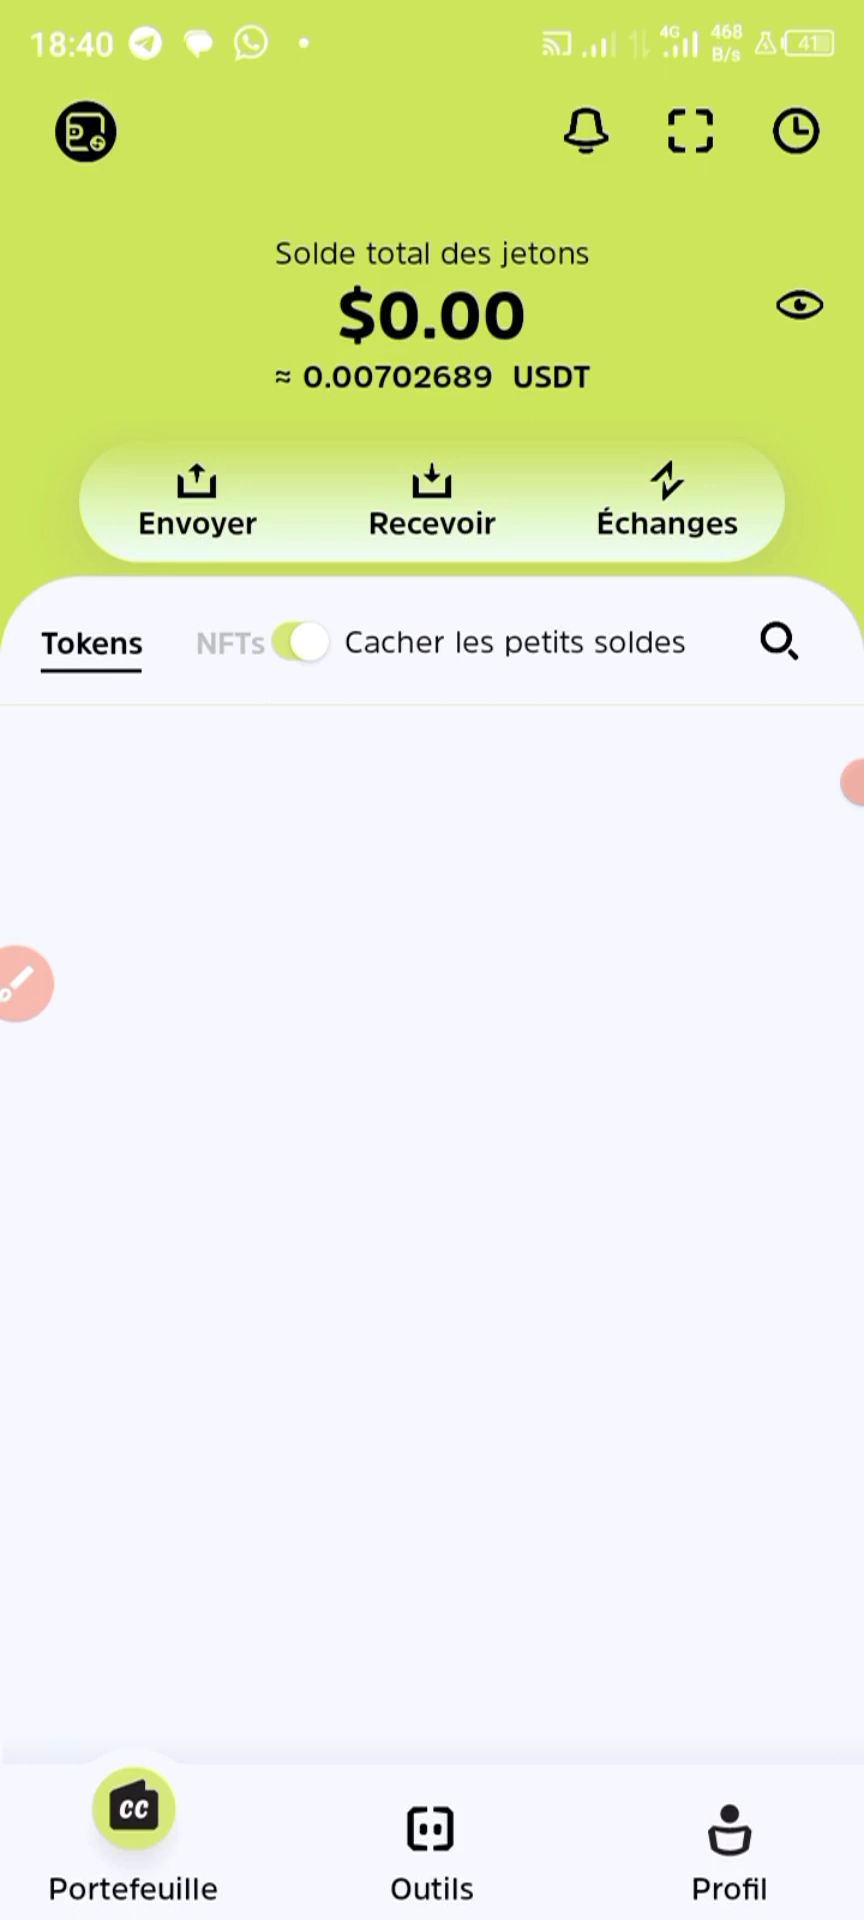 18:40 4G 468 B/s 41
Solde total des jetons
$0.00
≈ 0.00702689 USDT
Envoyer Recevoir Échanges
Tokens NFTs Cacher les petits soldes
cc
Portefeuille Outils Profil